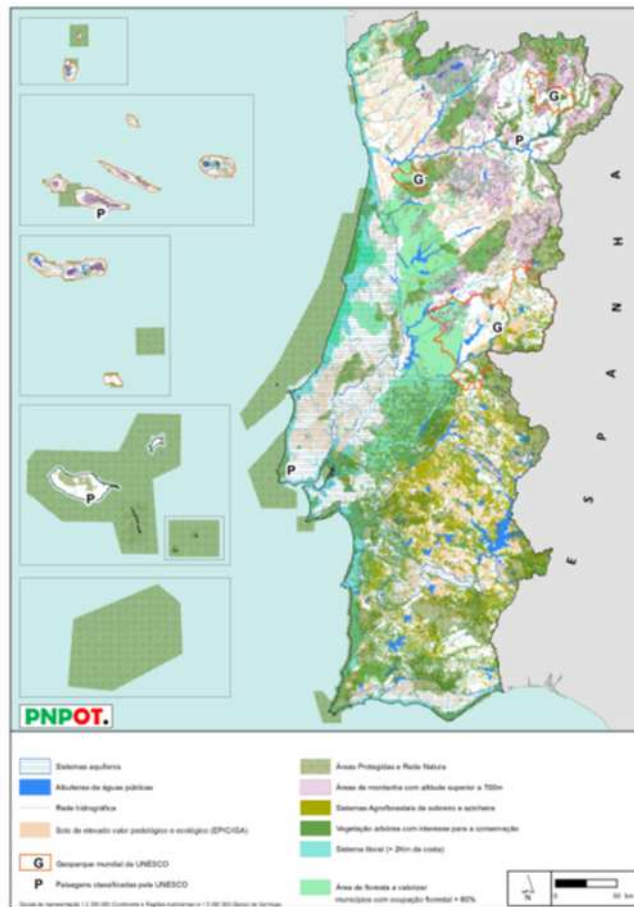 G
P
G
P
G
P
P
E S P A N H A
PNPOT.
Sistemas aquíferos
Albufeiras de águas públicas
Rede hidrográfica
Solo de elevado valor pedológico e ecológico (EPIC/ISA)
G Geoparque mundial da UNESCO
P Paisagens classificadas pela UNESCO
Áreas Protegidas e Rede Natura
Áreas de montanha com altitude superior a 700m
Sistemas Agroflorestais de sobreiro e azinheira
Vegetação arbórea com interesse para a conservação
Sistema litoral (< 2Km da costa)
Área de floresta a valorizar
municípios com ocupação florestal > 60%
N
0